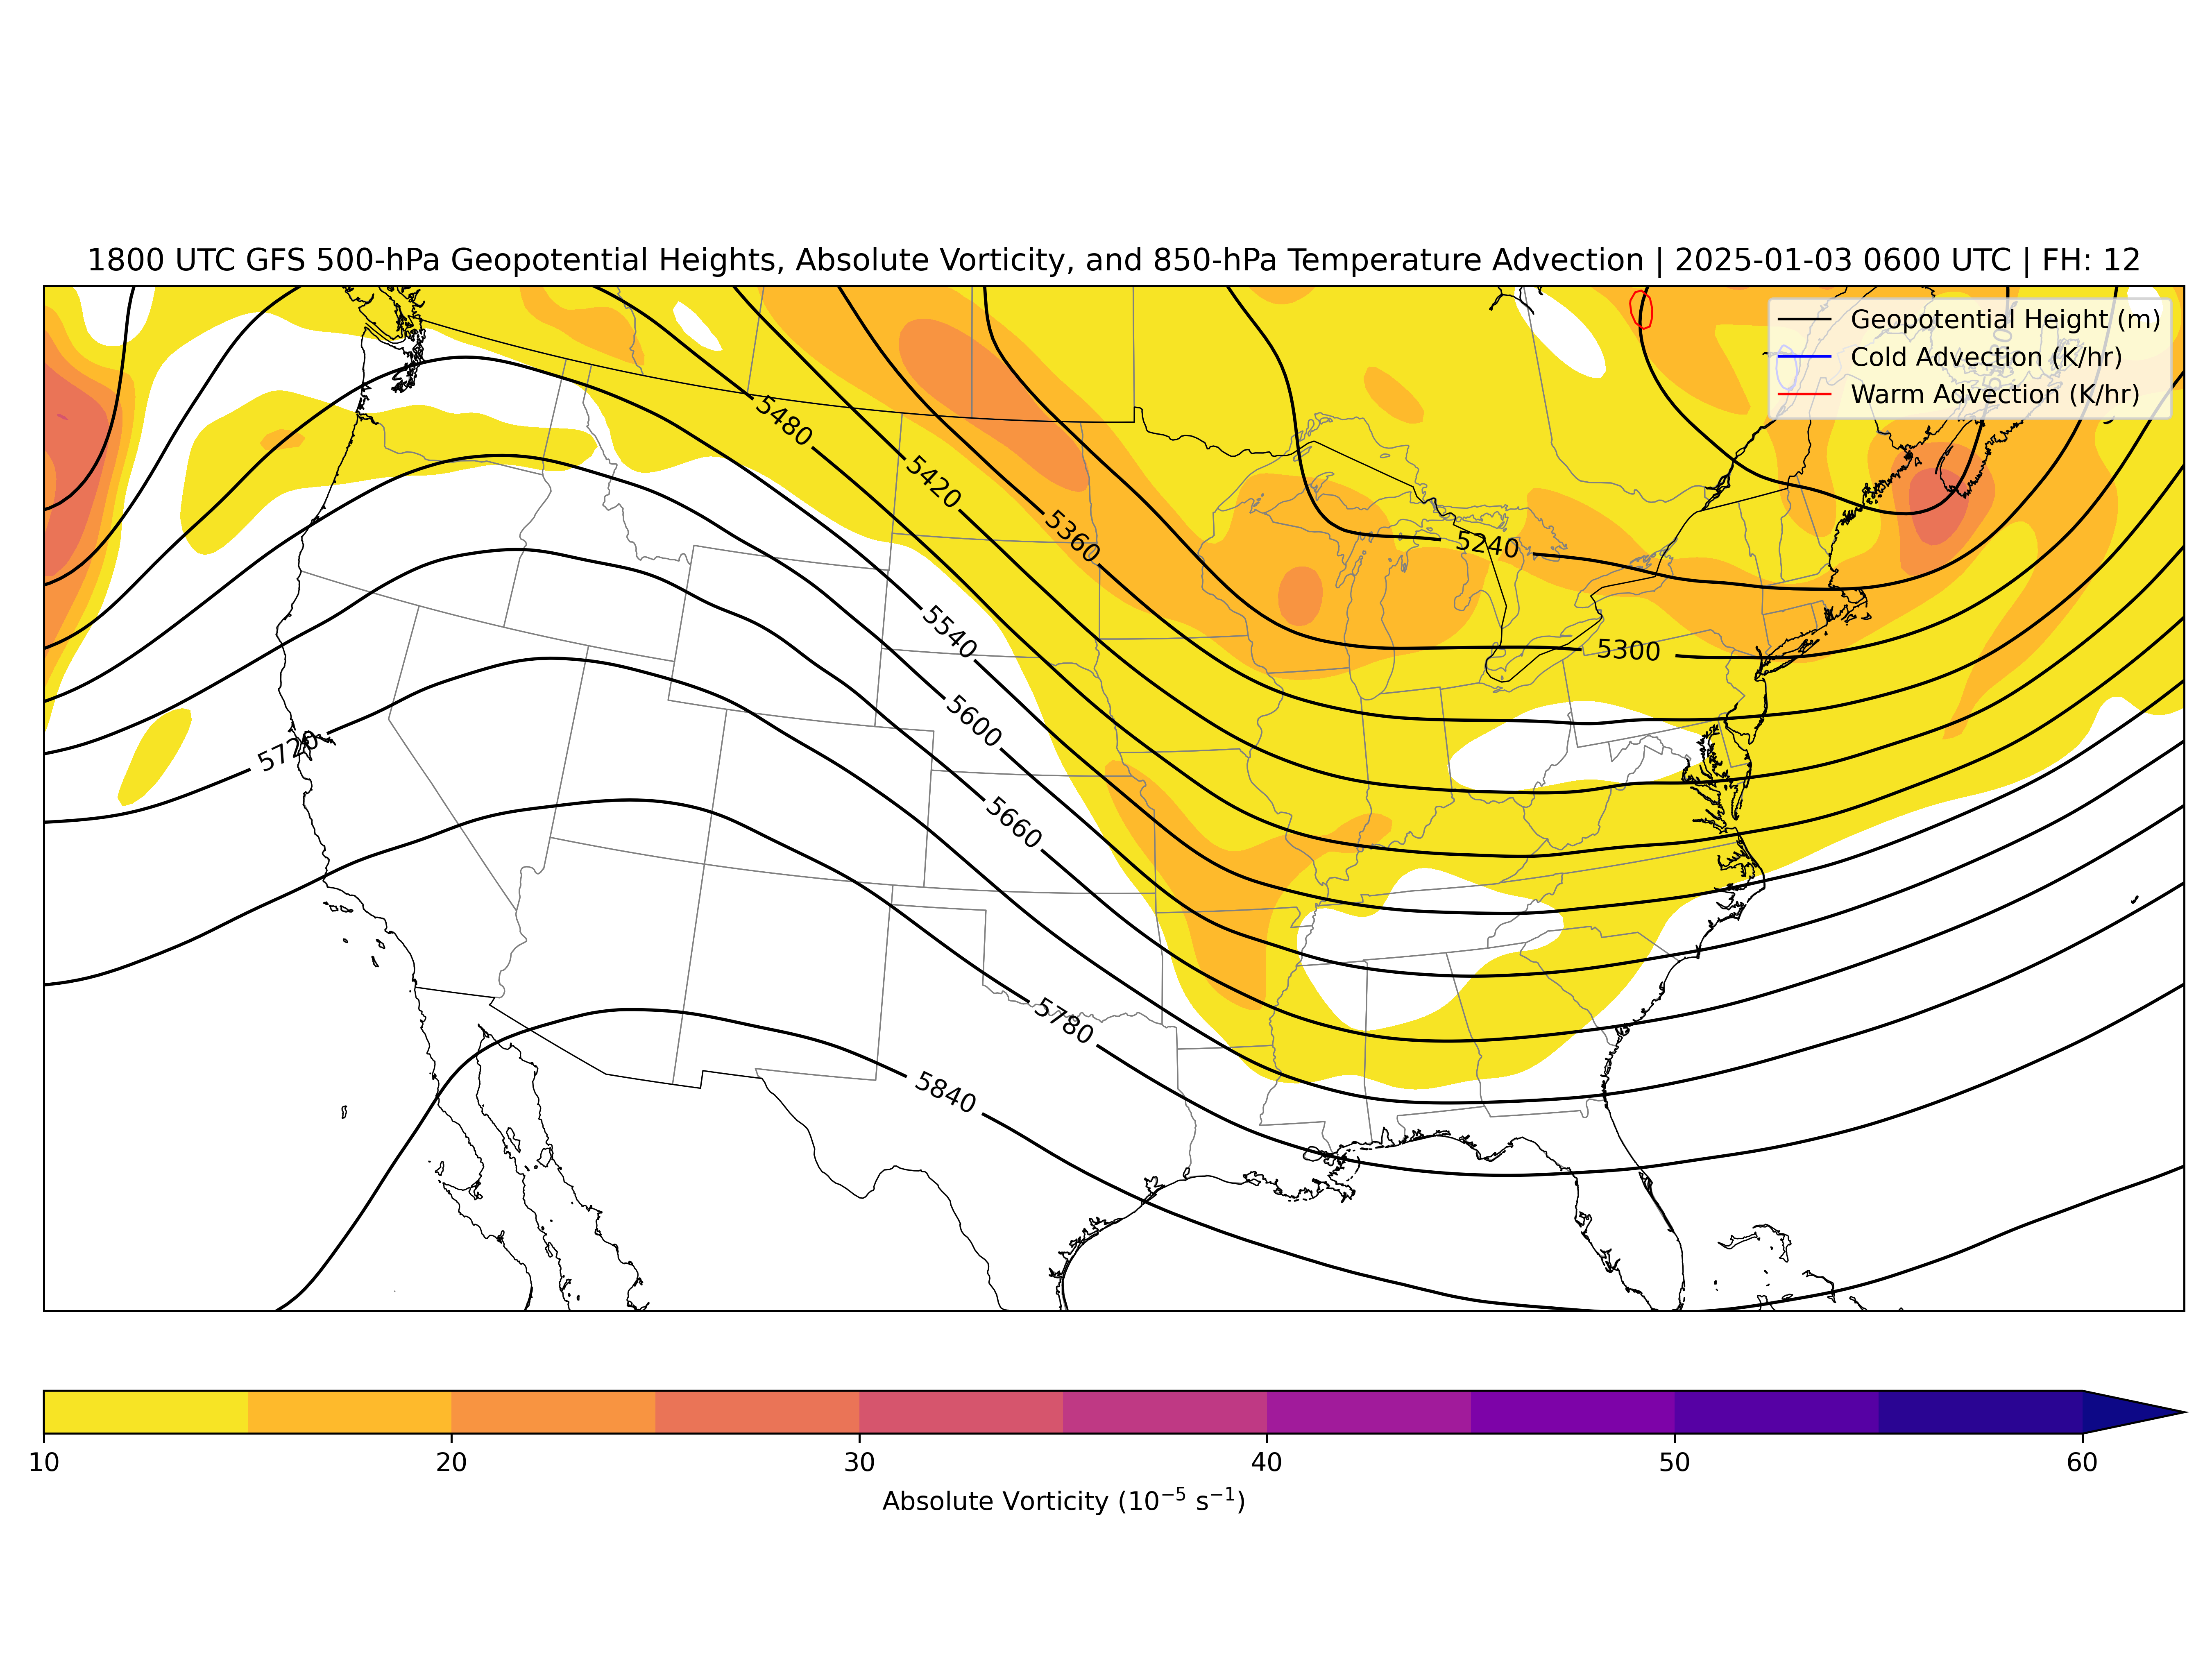 1800 UTC GFS 500-hPa Geopotential Heights, Absolute Vorticity, and 850-hPa Temperature Advection | 2025-01-03 0600 UTC | FH: 12
Geopotential Height (m)
Cold Advection (K/hr)
Warm Advection (K/hr)
5480
5420
5360
5240
5300
5540
5600
5720
5660
5780
5840
10 20 30 40 50 60
Absolute Vorticity (10⁻⁵ s⁻¹)